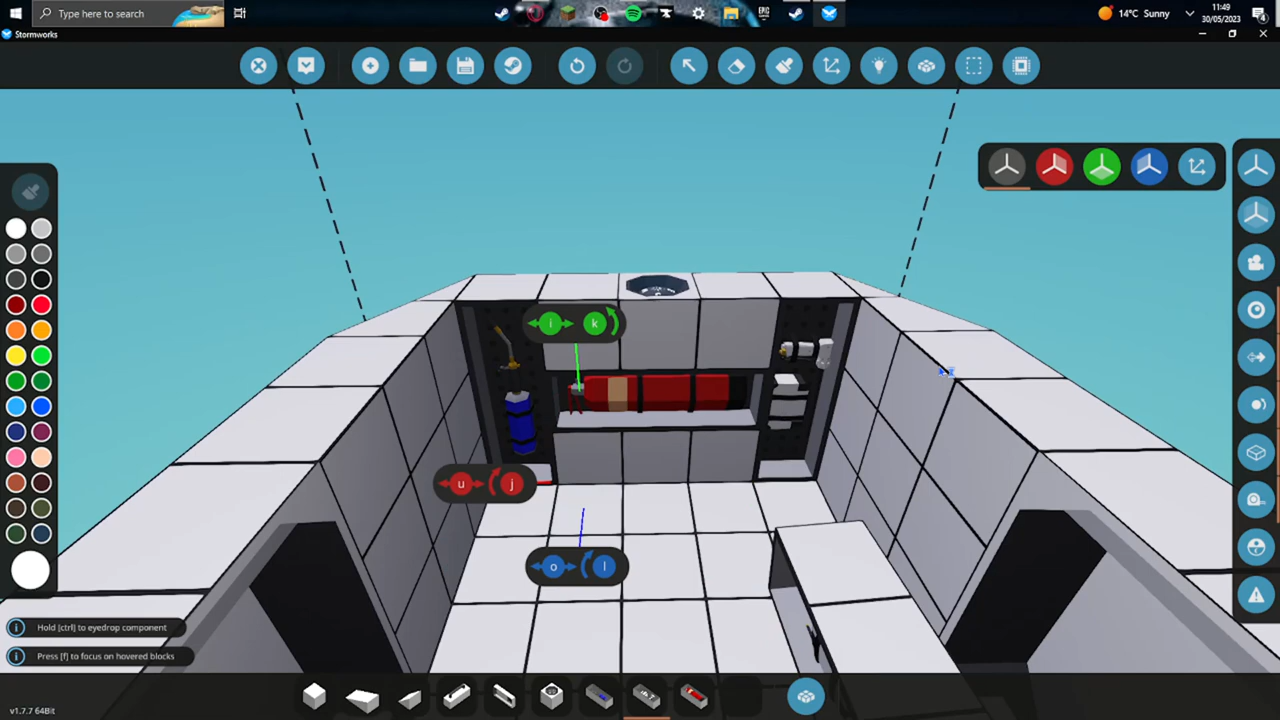 Type here to search
EPIC
14°C Sunny
11:49
30/05/2023
Stormworks
i k
u j
o l
Hold [ctrl] to eyedrop component
Press [f] to focus on hovered blocks
v1.7.7 64Bit